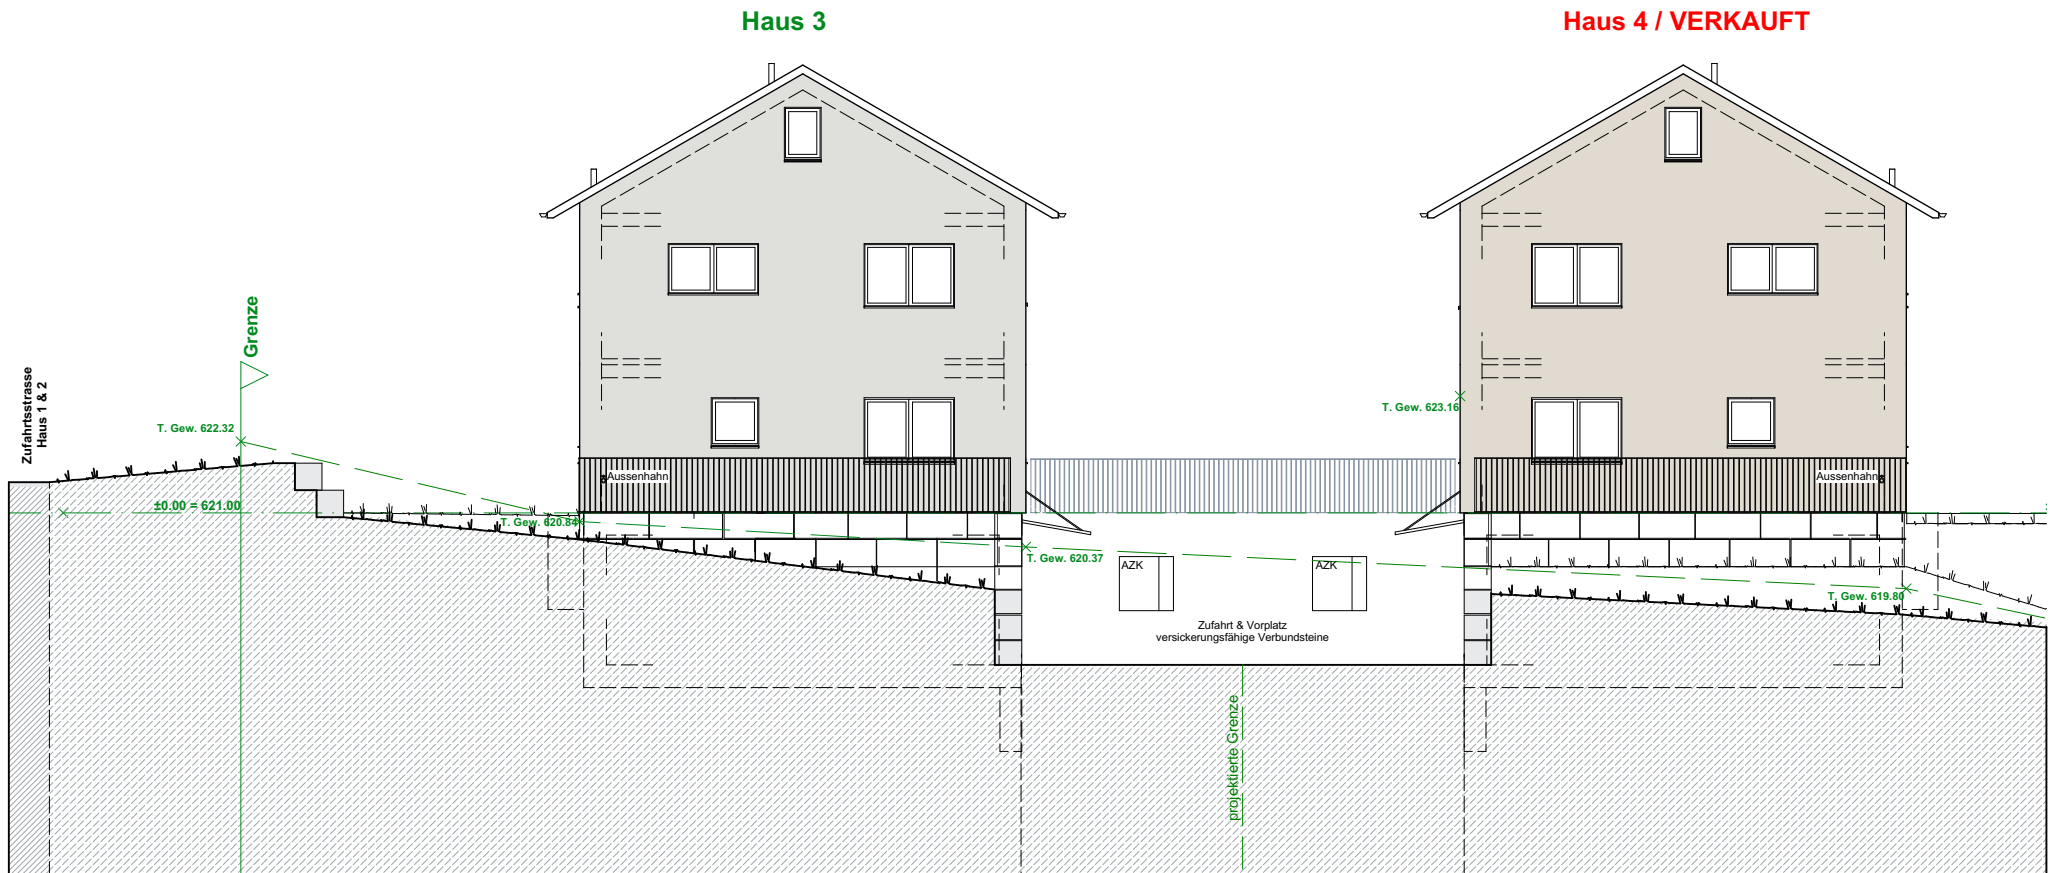 Haus 3
Haus 4 / VERKAUFT
Grenze
Zufahrtsstrasse
Haus 1 & 2
T. Gew. 622.32
T. Gew. 623.16
Aussenhahn
Aussenhahn
±0.00 = 621.00
T. Gew. 620.84
T. Gew. 620.37
AZK
AZK
T. Gew. 619.80
Zufahrt & Vorplatz
versickerungsfähige Verbundsteine
projektierte Grenze